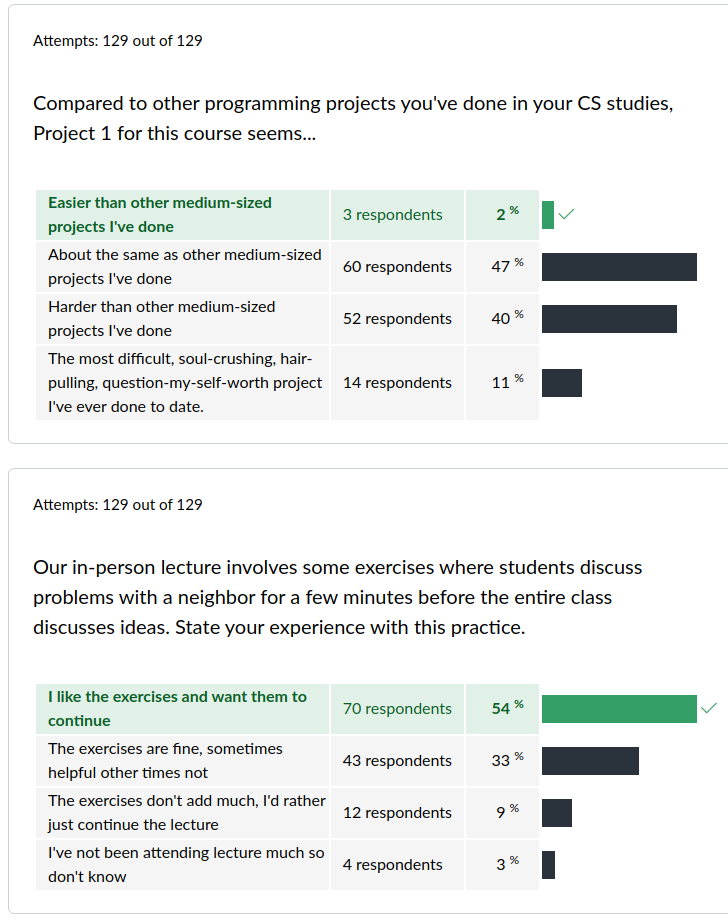 Attempts: 129 out of 129
Compared to other programming projects you've done in your CS studies,
Project 1 for this course seems...
Easier than other medium-sized
projects I've done
3 respondents
2 %
About the same as other medium-sized
projects I've done
60 respondents
47 %
Harder than other medium-sized
projects I've done
52 respondents
40 %
The most difficult, soul-crushing, hair-
pulling, question-my-self-worth project
I've ever done to date.
14 respondents
11 %
Attempts: 129 out of 129
Our in-person lecture involves some exercises where students discuss
problems with a neighbor for a few minutes before the entire class
discusses ideas. State your experience with this practice.
I like the exercises and want them to
continue
70 respondents
54 %
The exercises are fine, sometimes
helpful other times not
43 respondents
33 %
The exercises don't add much, I'd rather
just continue the lecture
12 respondents
9 %
I've not been attending lecture much so
don't know
4 respondents
3 %